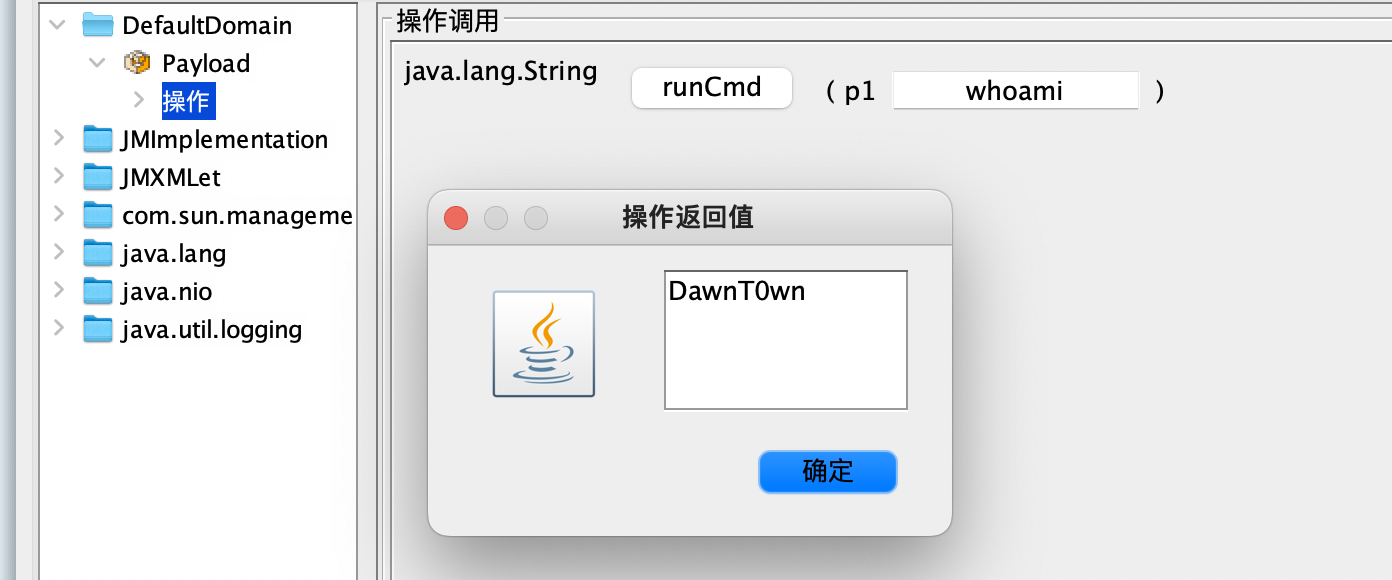 DefaultDomain
Payload
操作
JMImplementation
JMXMLet
com.sun.manageme
java.lang
java.nio
java.util.logging
操作调用
java.lang.String runCmd ( p1 whoami )
操作返回值
DawnT0wn
确定